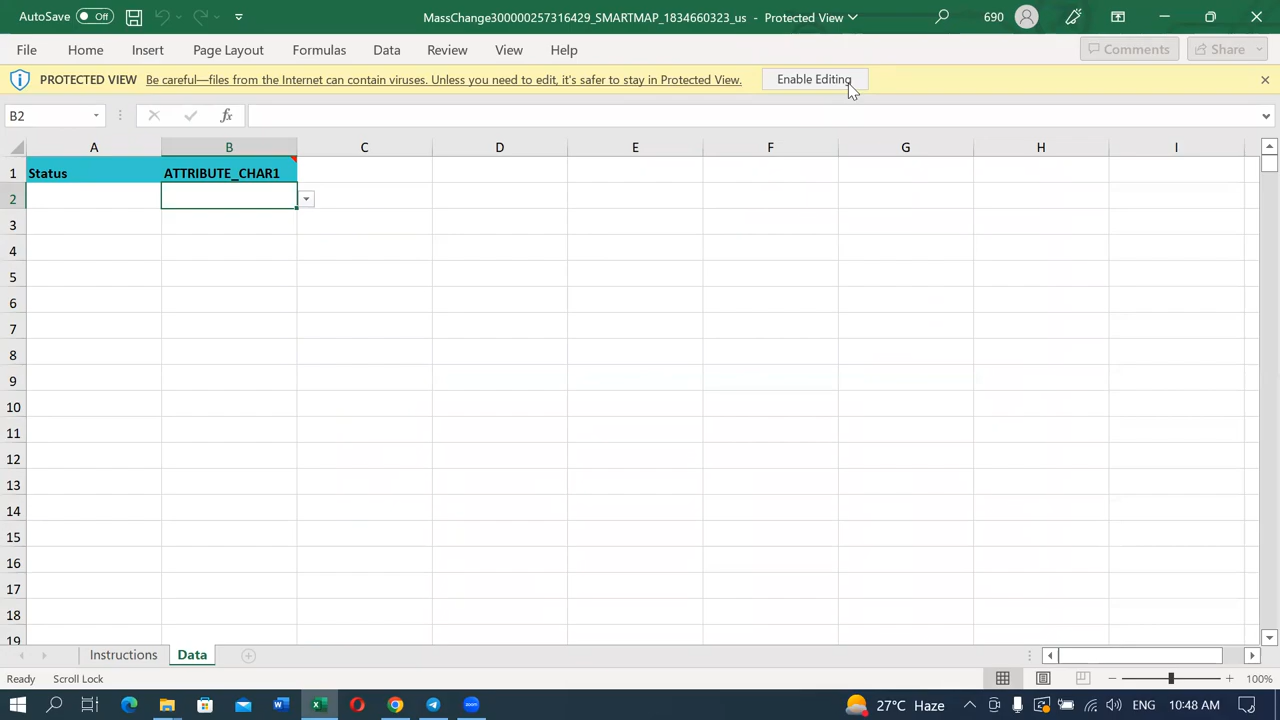 AutoSave Off MassChange300000257316429_SMARTMAP_1834660323_us - Protected View 690
File Home Insert Page Layout Formulas Data Review View Help Comments Share
PROTECTED VIEW Be careful—files from the Internet can contain viruses. Unless you need to edit, it's safer to stay in Protected View. Enable Editing
B2 fx
A B C D E F G H I
1 Status ATTRIBUTE_CHAR1
2
3
4
5
6
7
8
9
10
11
12
13
14
15
16
17
18
19
Instructions Data
Ready Scroll Lock 100%
27°C Haze ENG 10:48 AM